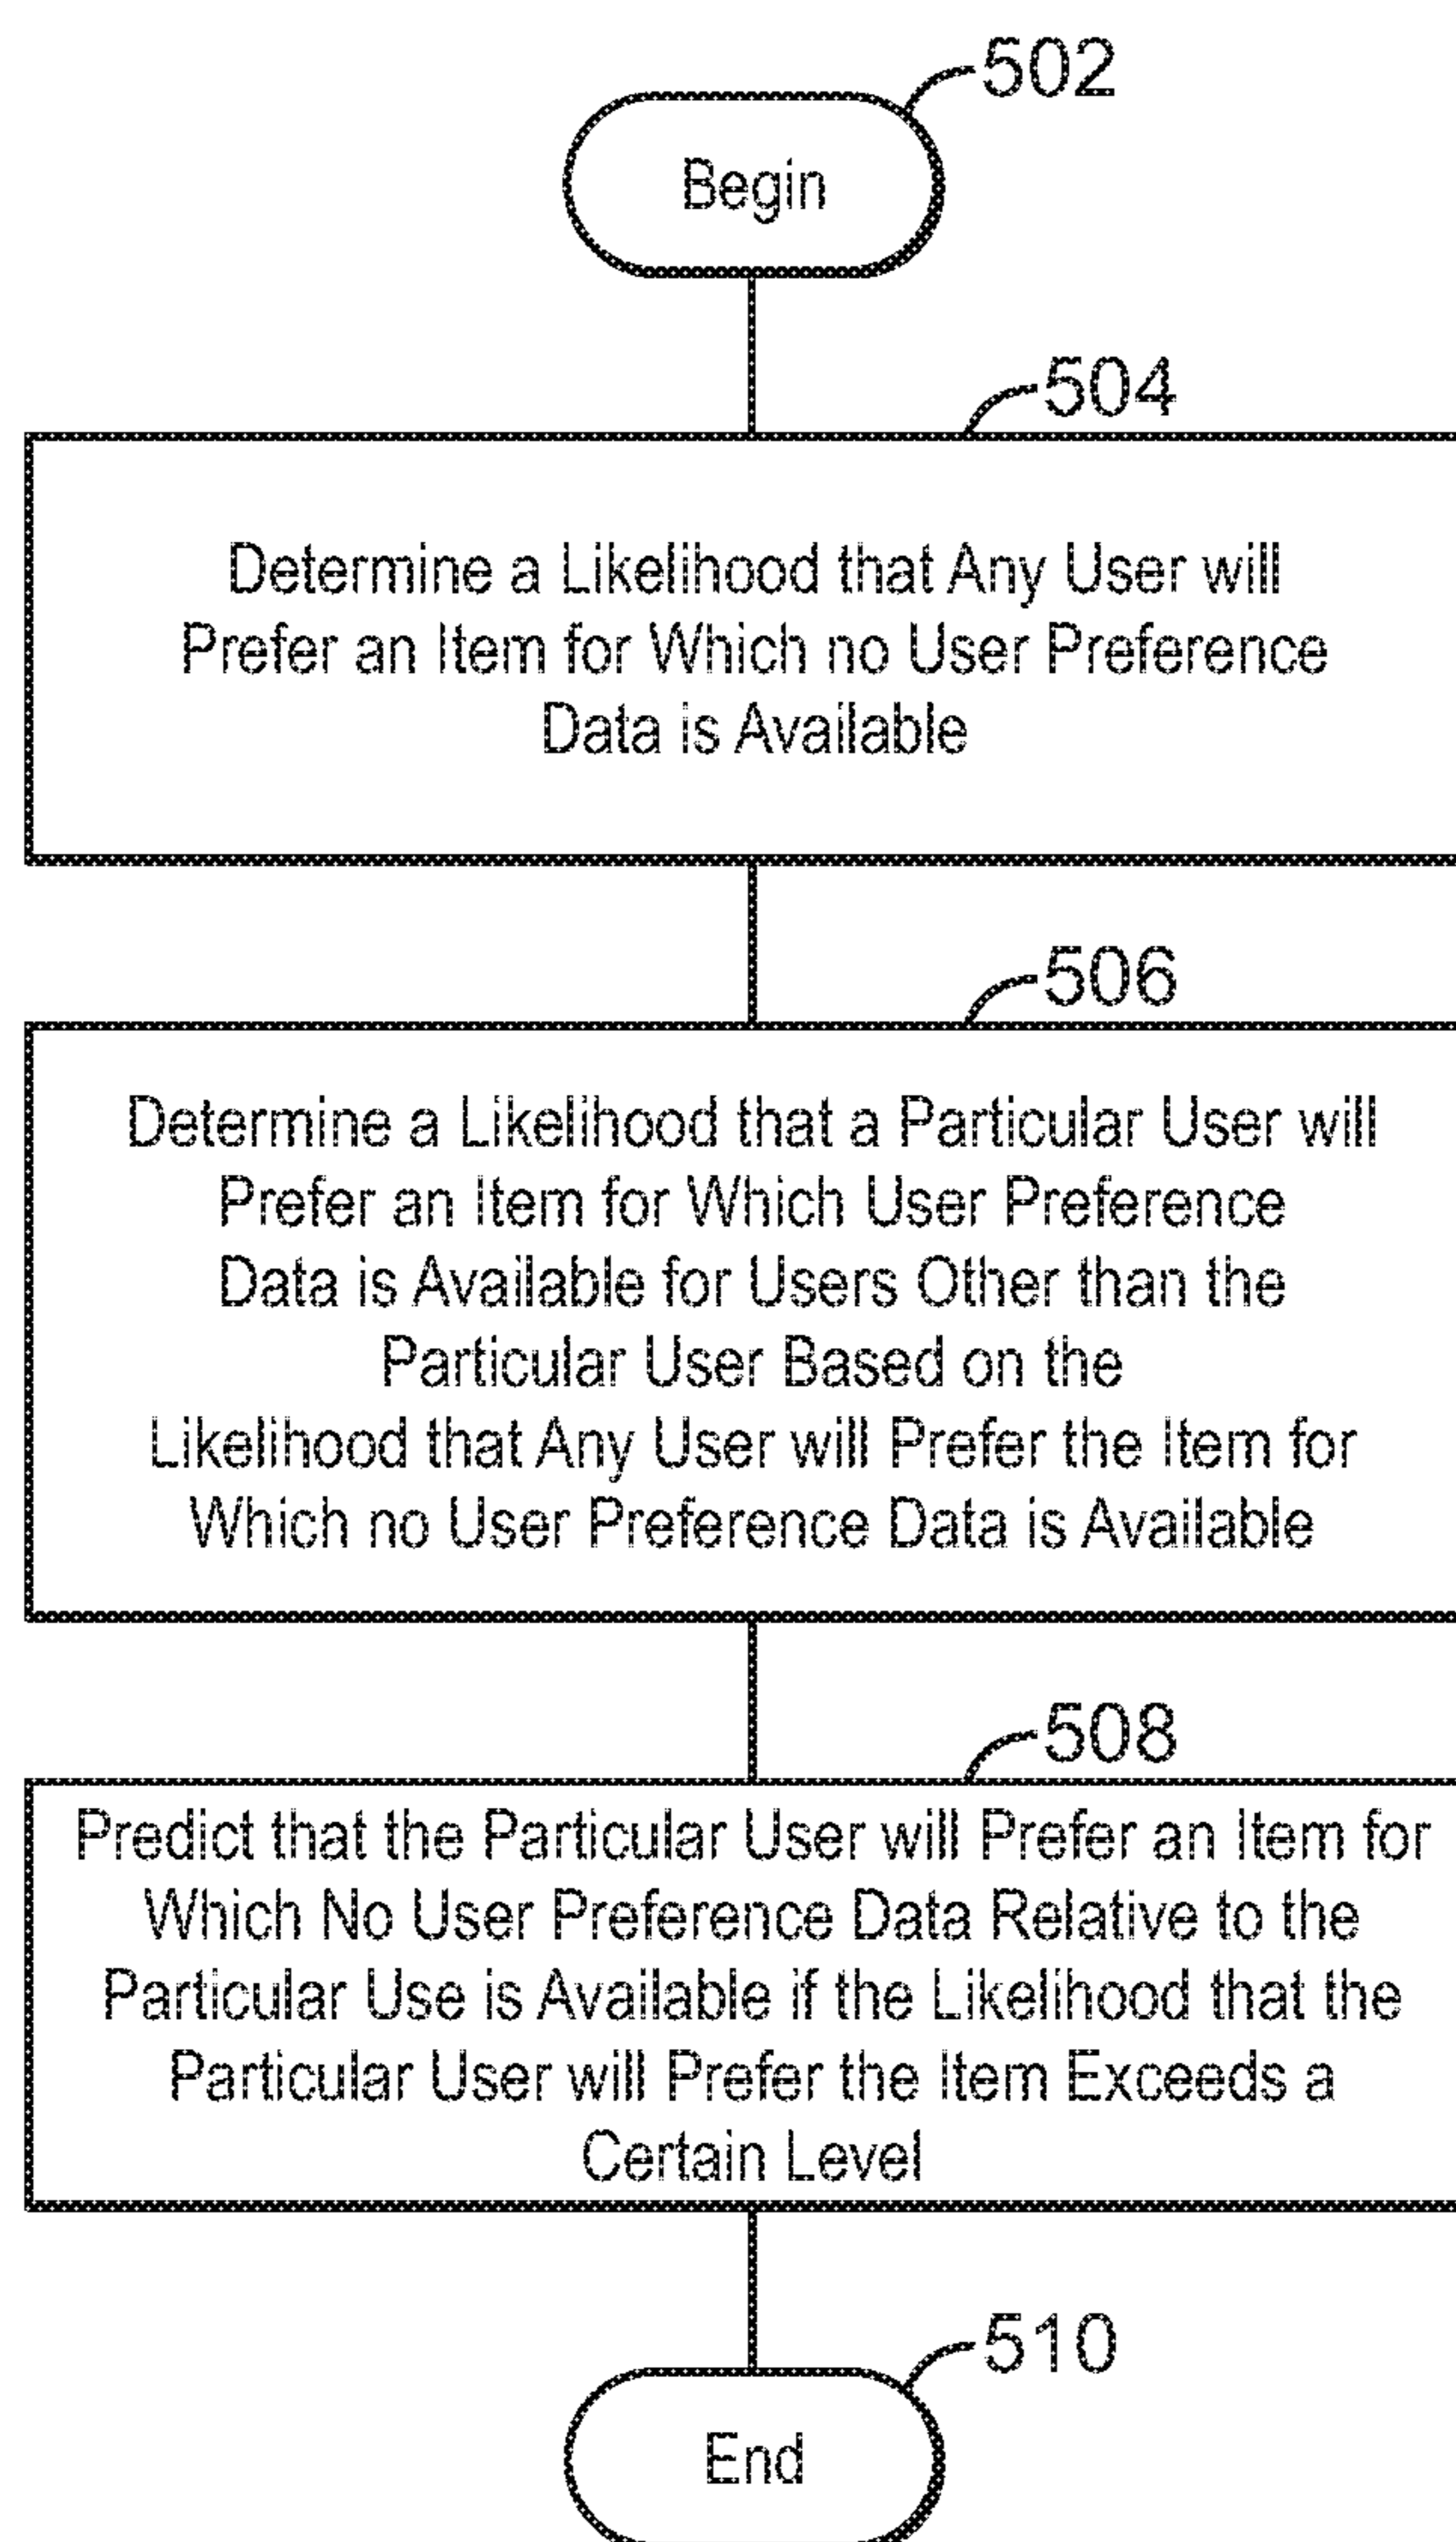 502
Begin
504
Determine a Likelihood that Any User will
Prefer an Item for Which no User Preference
Data is Available
506
Determine a Likelihood that a Particular User will
Prefer an Item for Which User Preference
Data is Available for Users Other than the
Particular User Based on the
Likelihood that Any User will Prefer the Item for
Which no User Preference Data is Available
508
Predict that the Particular User will Prefer an Item for
Which No User Preference Data Relative to the
Particular Use is Available if the Likelihood that the
Particular User will Prefer the Item Exceeds a
Certain Level
510
End